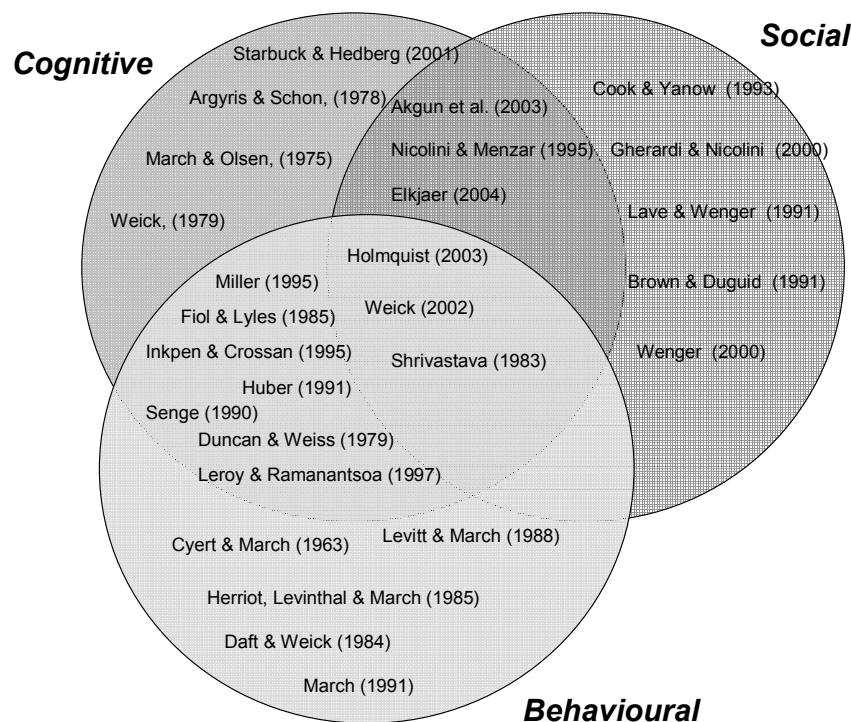 Social
Cognitive
Starbuck & Hedberg (2001)
Argyris & Schon, (1978)
March & Olsen, (1975)
Weick, (1979)
Akgun et al. (2003)
Nicolini & Menzar (1995)
Elkjaer (2004)
Cook & Yanow (1993)
Gherardi & Nicolini (2000)
Lave & Wenger (1991)
Brown & Duguid (1991)
Wenger (2000)
Holmquist (2003)
Weick (2002)
Shrivastava (1983)
Miller (1995)
Fiol & Lyles (1985)
Inkpen & Crossan (1995)
Huber (1991)
Senge (1990)
Duncan & Weiss (1979)
Leroy & Ramanantsoa (1997)
Cyert & March (1963)
Levitt & March (1988)
Herriot, Levinthal & March (1985)
Daft & Weick (1984)
March (1991)
Behavioural